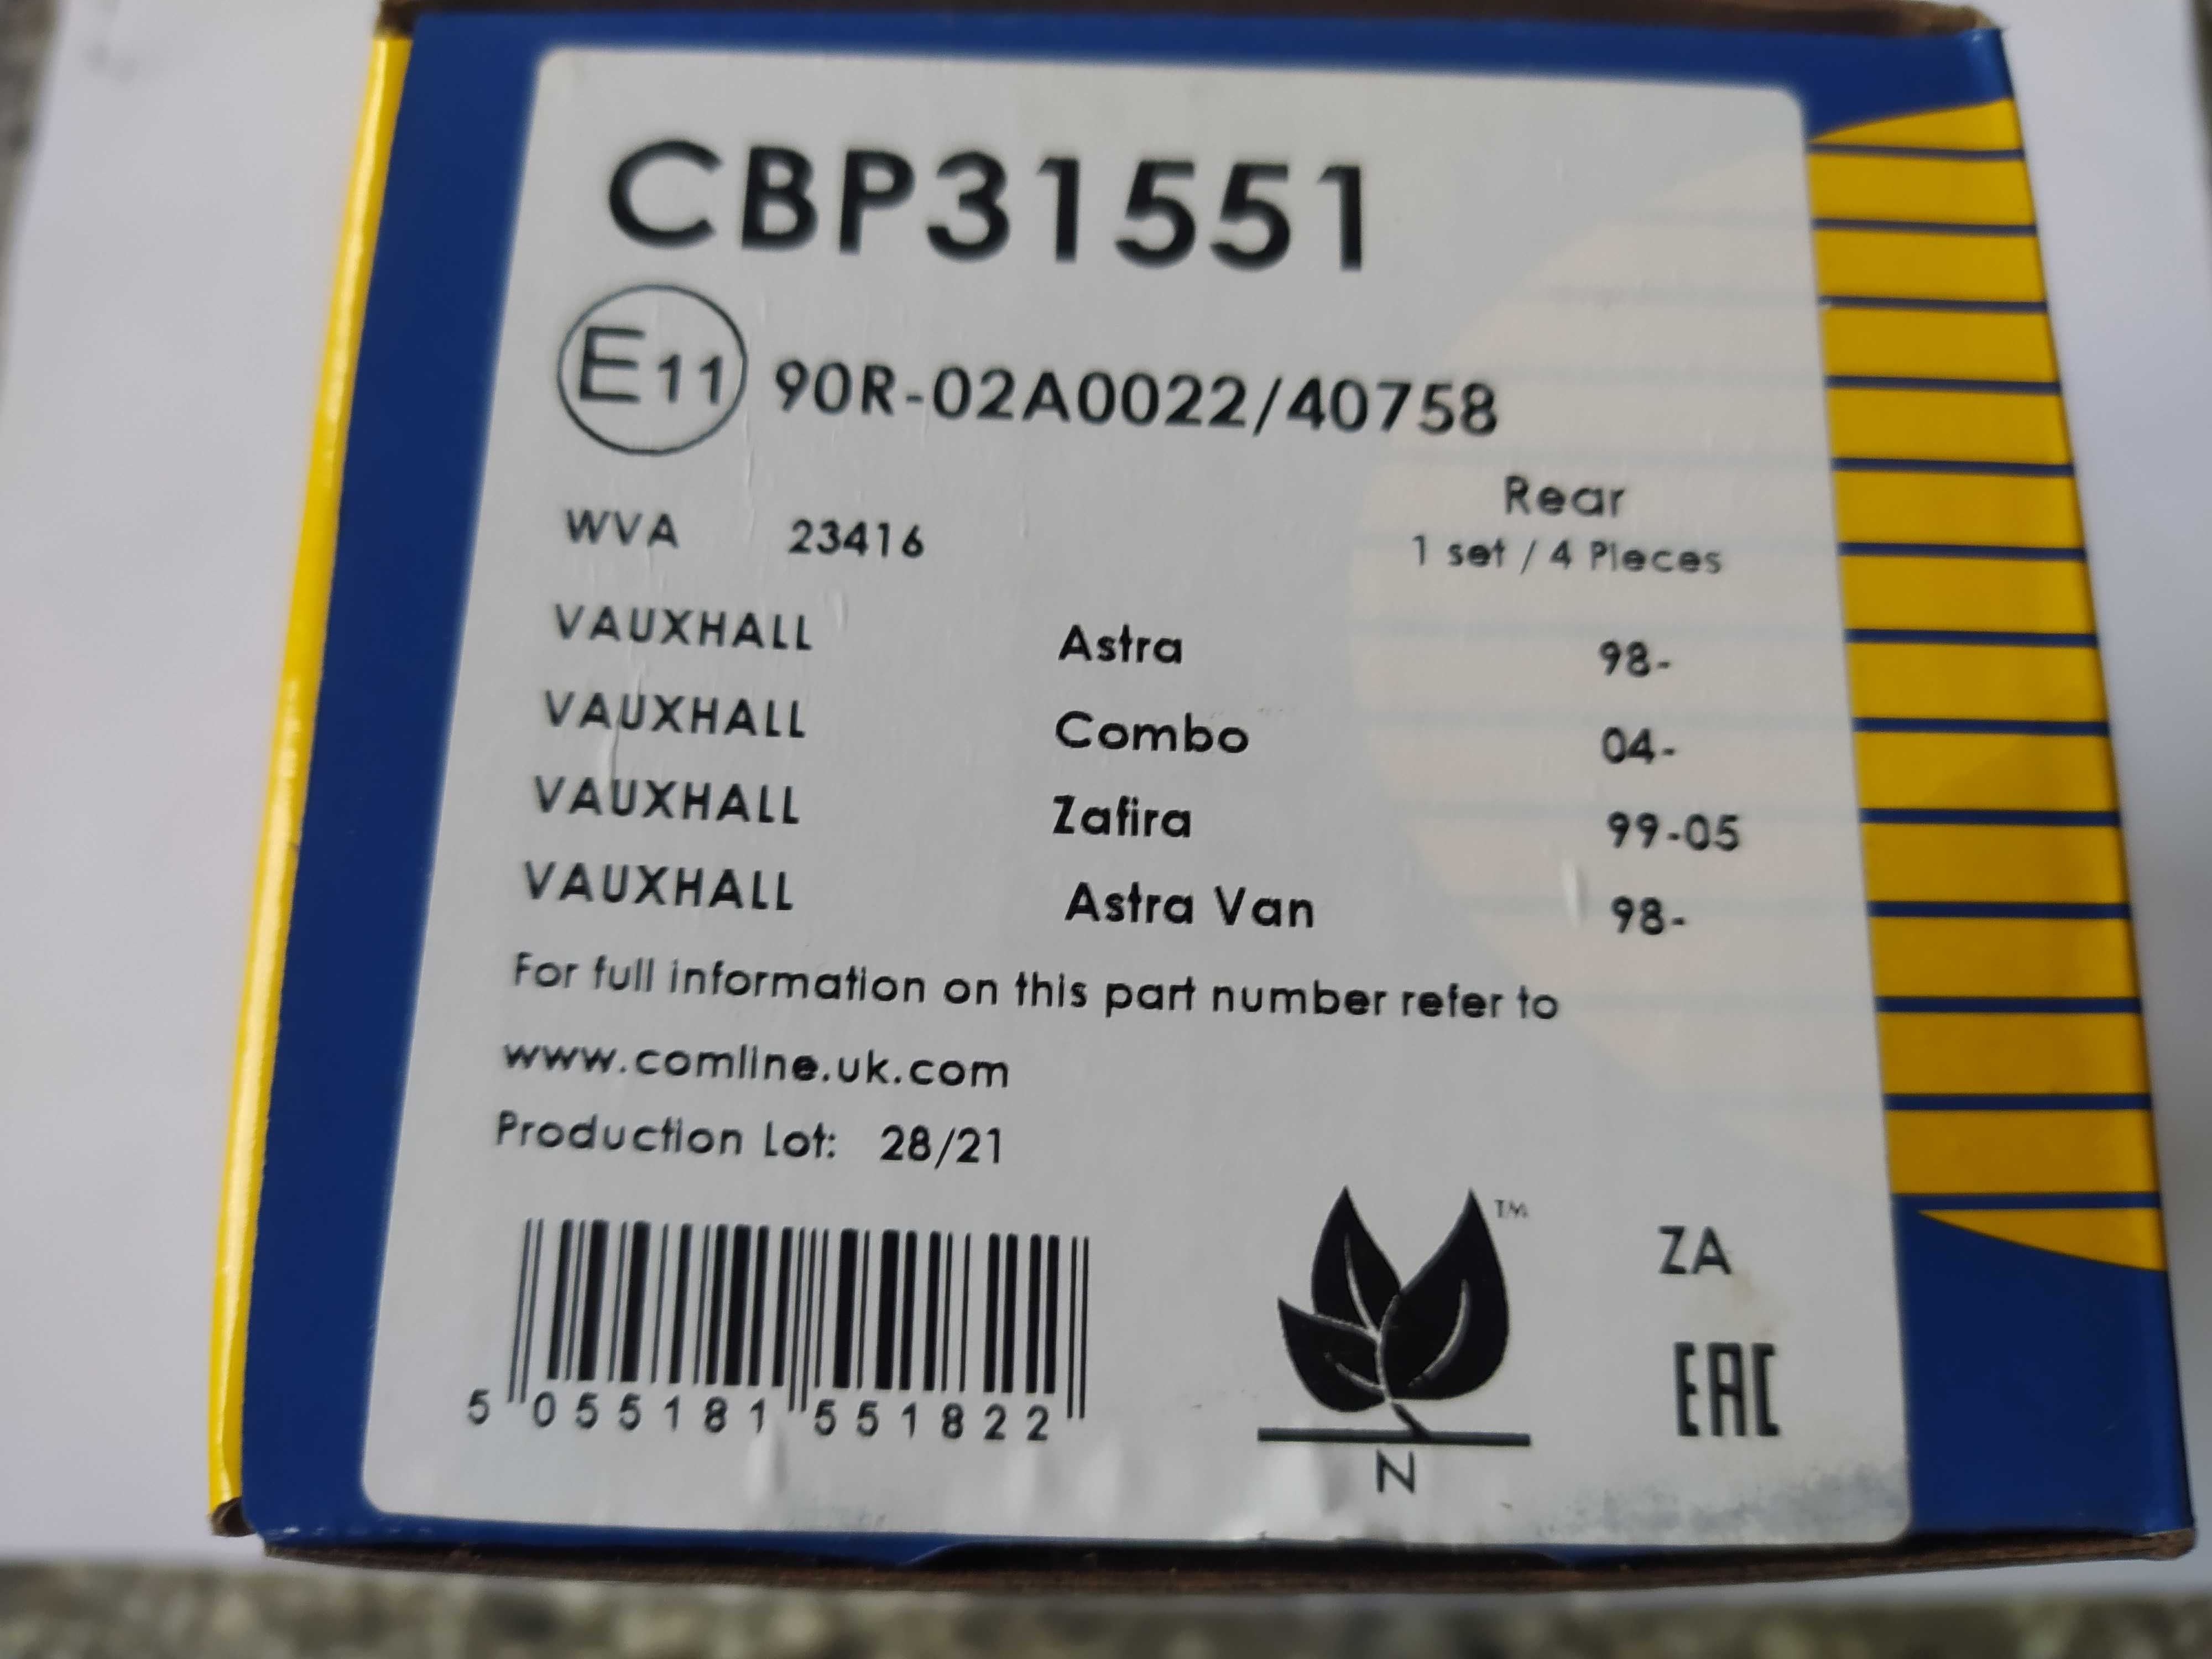 CBP31551
E11 90R-02A0022/40758
Rear
WVA 23416 1 set / 4 Pieces
VAUXHALL Astra 98-
VAUXHALL Combo 04-
VAUXHALL Zafira 99-05
VAUXHALL Astra Van 98-
For full information on this part number refer to
www.comline.uk.com
Production Lot: 28/21
TM
ZA
EAC
5 055181 551822
N